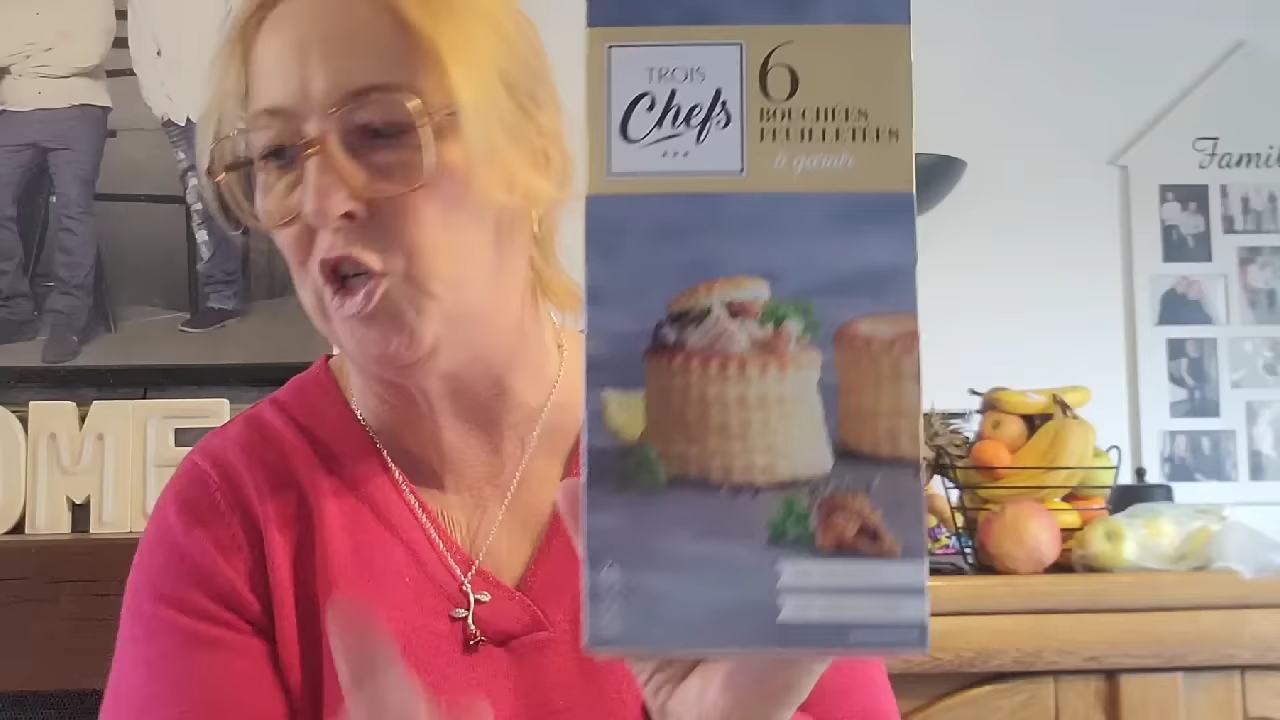 TROIS
Chefs
6
BOUCHÉES
FEUILLETÉES
à garnir
OME
Famil